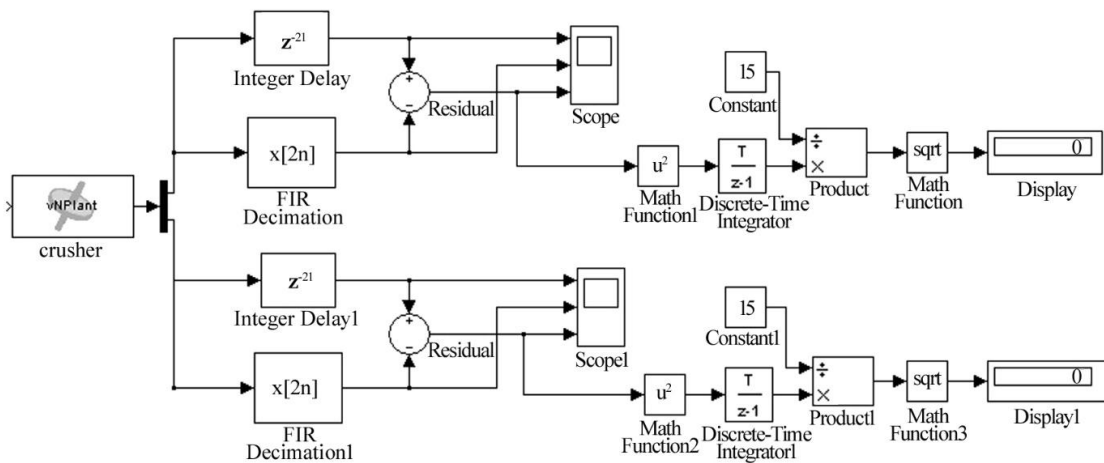 z-21
Integer Delay
Residual
Scope
15
Constant
x[2n]
FIR
Decimation
u2
Math
Function1
T
z-1
Discrete-Time
Integrator
÷
×
Product
sqrt
Math
Function
0
Display
vNPlant
crusher
z-21
Integer Delay1
Residual
Scope1
15
Constant1
x[2n]
FIR
Decimation1
u2
Math
Function2
T
z-1
Discrete-Time
Integrator1
÷
×
Product1
sqrt
Math
Function3
0
Display1